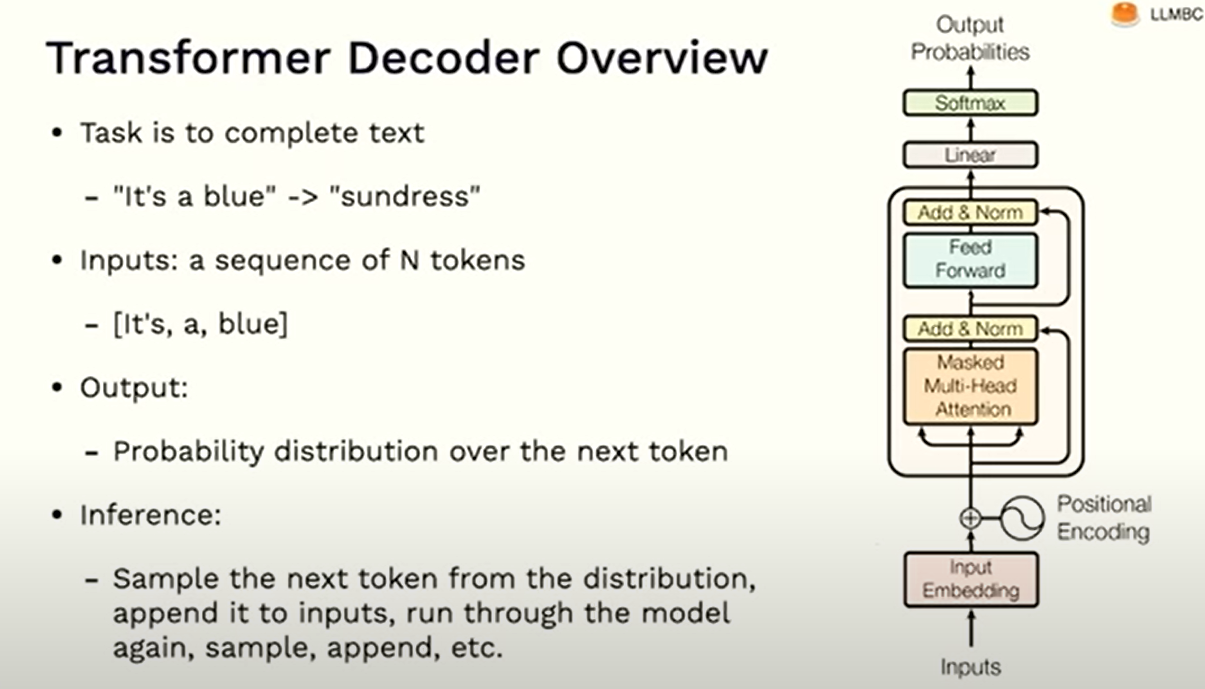 LLMBC
Transformer Decoder Overview
• Task is to complete text
– "It's a blue" -> "sundress"
• Inputs: a sequence of N tokens
– [It's, a, blue]
• Output:
– Probability distribution over the next token
• Inference:
– Sample the next token from the distribution,
append it to inputs, run through the model
again, sample, append, etc.
Output
Probabilities
Softmax
Linear
Add & Norm
Feed
Forward
Add & Norm
Masked
Multi-Head
Attention
Positional
Encoding
Input
Embedding
Inputs